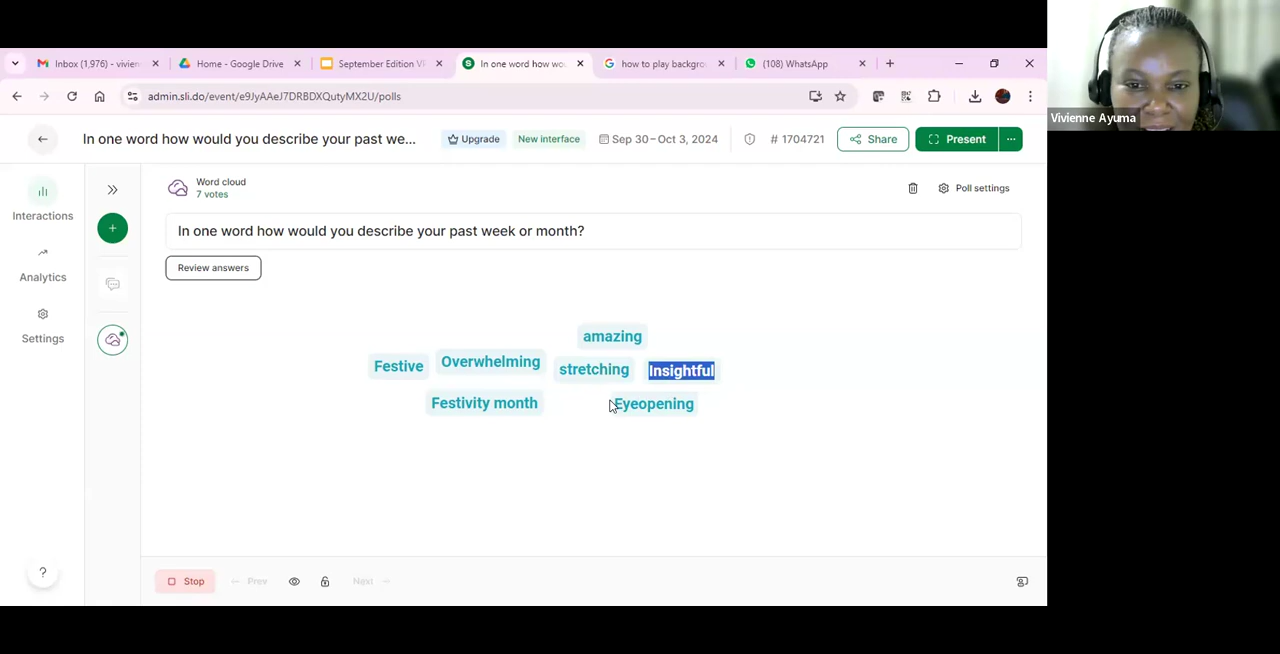 Inbox (1,976) - vivien
Home - Google Drive
September Edition VF
In one word how wo
how to play backgro
(108) WhatsApp
admin.sli.do/event/e9JyAAeJ7DRBDXQutyMX2U/polls
In one word how would you describe your past we...
Upgrade
New interface
Sep 30 – Oct 3, 2024
# 1704721
Share
Present
Vivienne Ayuma
Interactions
Analytics
Settings
Word cloud
7 votes
Poll settings
In one word how would you describe your past week or month?
Review answers
amazing
Festive
Overwhelming
stretching
Insightful
Festivity month
Eyeopening
Stop
Prev
Next